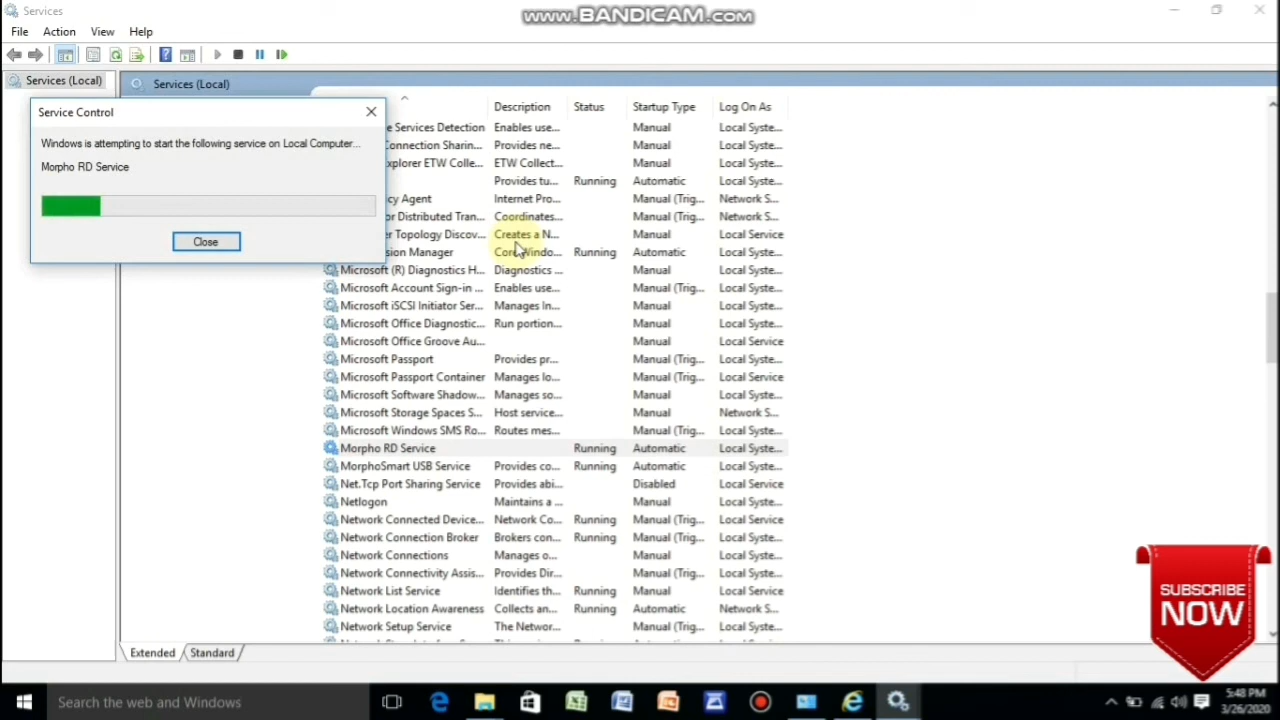 Services
www.BANDICAM.com
File Action View Help
Services (Local)
Services (Local)
Service Control
Windows is attempting to start the following service on Local Computer...
Morpho RD Service
Close
Description Status Startup Type Log On As
e Services Detection Enables use... Manual Local Syste...
Connection Sharin... Provides ne... Manual Local Syste...
xplorer ETW Colle... ETW Collect... Manual Local Syste...
Provides tu... Running Automatic Local Syste...
cy Agent Internet Pro... Manual Network S...
or Distributed Tran... Coordinates... Manual Network S...
er Topology Discov... Creates a N... Manual Local Service
sion Manager Core Windo... Running Automatic Local Syste...
Microsoft (R) Diagnostics H... Diagnostics ... Manual Local Syste...
Microsoft Account Sign-in ... Enables use... Manual (Trig... Local Syste...
Microsoft iSCSI Initiator Ser... Manages In... Manual Local Syste...
Microsoft Office Diagnostic... Run portion... Manual Local Syste...
Microsoft Office Groove Au... Manual Local Service
Microsoft Passport Provides pr... Manual (Trig... Local Syste...
Microsoft Passport Container Manages lo... Manual (Trig... Local Service
Microsoft Software Shadow... Manages so... Manual Local Syste...
Microsoft Storage Spaces S... Host service... Manual Network S...
Microsoft Windows SMS Ro... Routes mes... Manual (Trig... Local Syste...
Morpho RD Service Running Automatic Local Syste...
MorphoSmart USB Service Provides co... Running Automatic Local Syste...
Net.Tcp Port Sharing Service Provides abi... Disabled Local Service
Netlogon Maintains a ... Manual Local Syste...
Network Connected Device... Network Co... Running Manual (Trig... Local Service
Network Connection Broker Brokers con... Running Manual (Trig... Local Syste...
Network Connections Manages o... Manual Local Syste...
Network Connectivity Assis... Provides Dir... Manual (Trig... Local Syste...
Network List Service Identifies th... Running Manual Local Service
Network Location Awareness Collects an... Running Automatic Network S...
Network Setup Service The Networ... Manual (Trig... Local Syste...
SUBSCRIBE
NOW
Extended Standard
Search the web and Windows
5:48 PM
3/26/2020